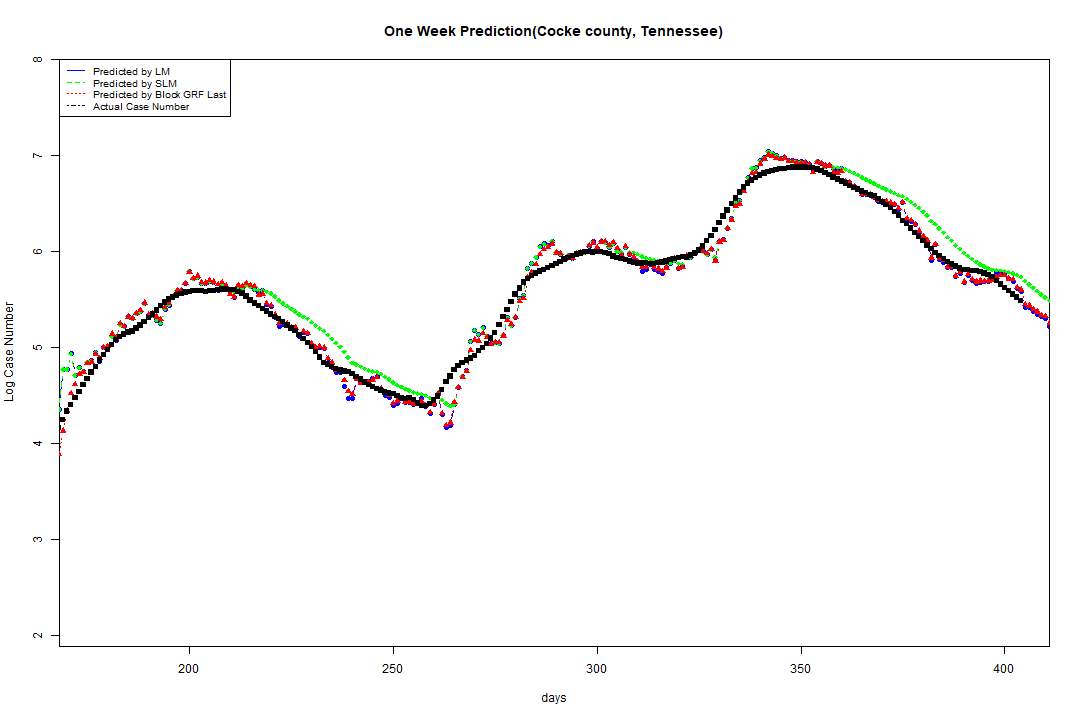 One Week Prediction(Cocke county, Tennessee)
Predicted by LM
Predicted by SLM
Predicted by Block GRF Last
Actual Case Number
8
7
6
5
4
3
2
Log Case Number
200 250 300 350 400
days